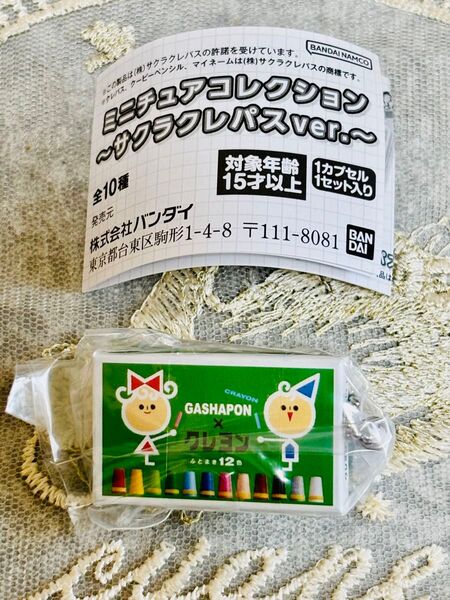 ※この製品は(株)サクラクレパスの許諾を受けています。
※クレパス、クーピーペンシル、マイネームは(株)サクラクレパスの商標です。
BANDAI NAMCO
ミニチュアコレクション
～サクラクレパスver.～
全10種
対象年齢
15才以上
1カプセル
1セット入り
発売元
株式会社バンダイ
東京都台東区駒形1-4-8 〒111-8081
BAN
DAI
CRAYON
GASHAPON
×
クレヨン
ふとまき12色